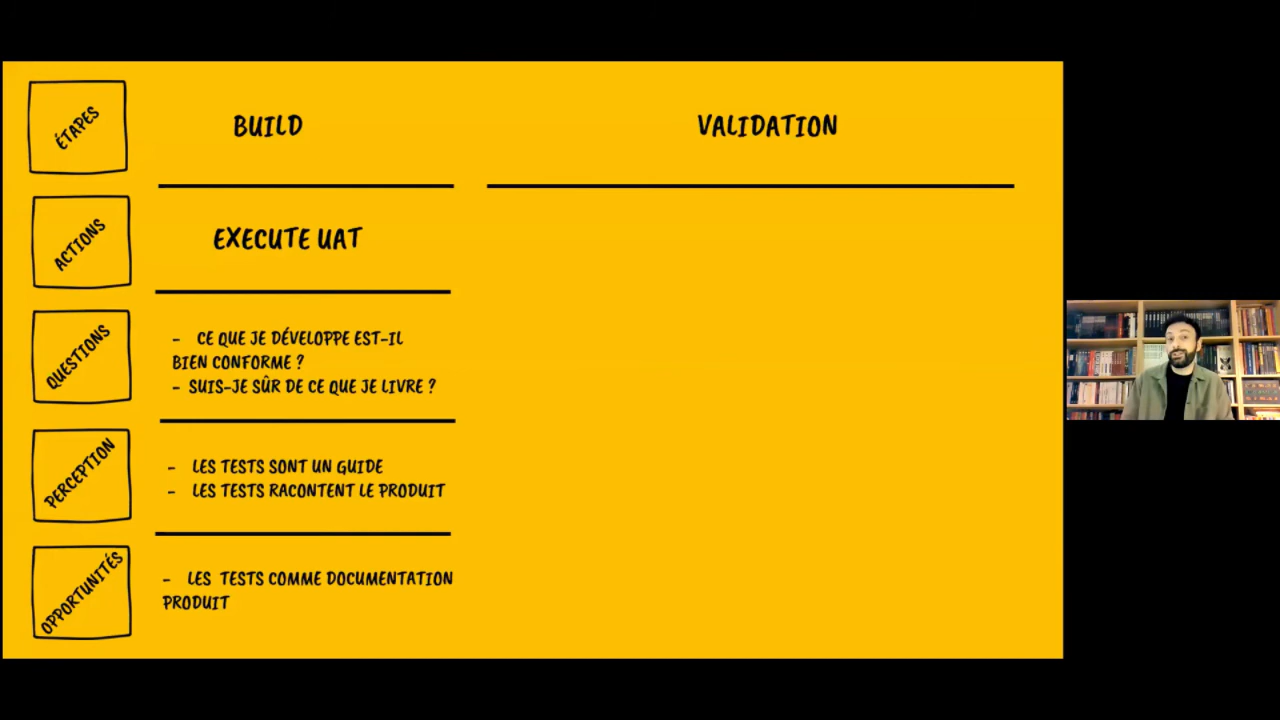 ÉTAPES
BUILD
VALIDATION
ACTIONS
EXECUTE UAT
QUESTIONS
- CE QUE JE DÉVELOPPE EST-IL
BIEN CONFORME ?
- SUIS-JE SÛR DE CE QUE JE LIVRE ?
PERCEPTION
- LES TESTS SONT UN GUIDE
- LES TESTS RACONTENT LE PRODUIT
OPPORTUNITÉS
- LES TESTS COMME DOCUMENTATION
PRODUIT